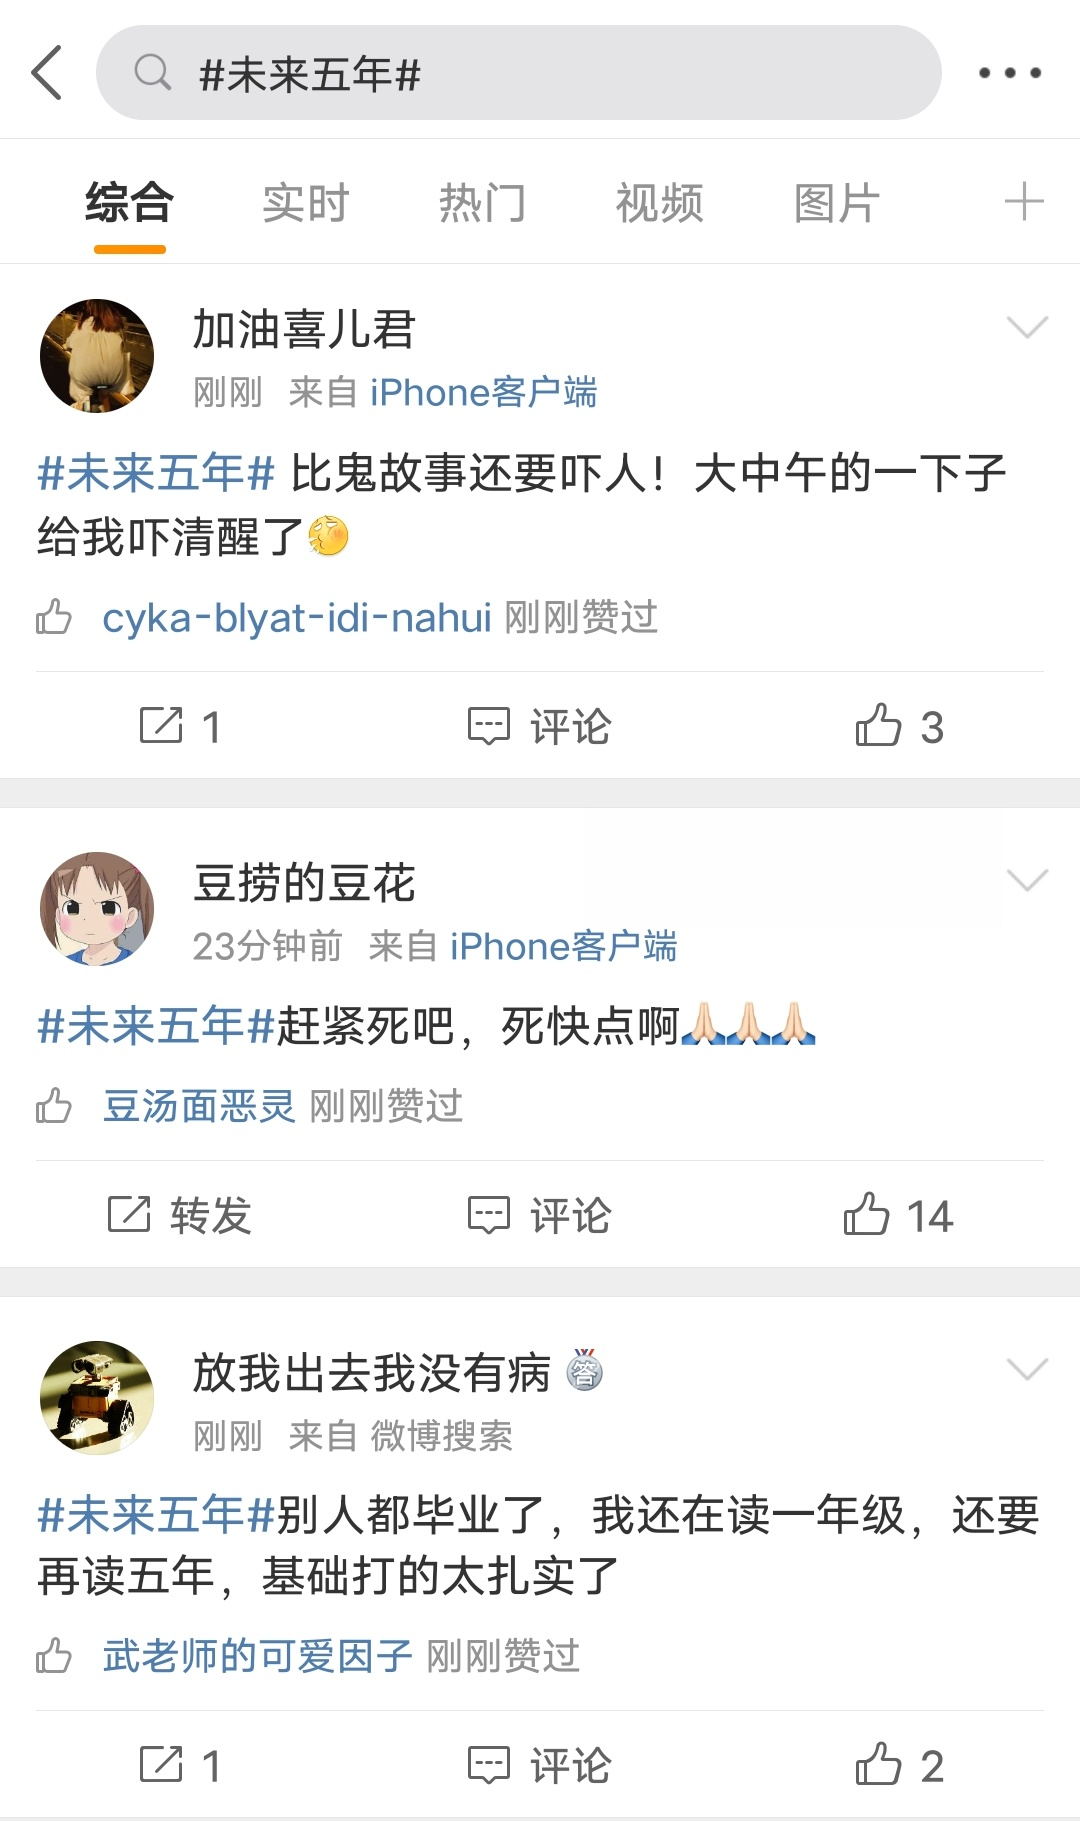 #未来五年#
综合 实时 热门 视频 图片
加油喜儿君
刚刚 来自 iPhone客户端
#未来五年# 比鬼故事还要吓人！大中午的一下子
给我吓清醒了
cyka-blyat-idi-nahui 刚刚赞过
1 评论 3
豆捞的豆花
23分钟前 来自 iPhone客户端
#未来五年#赶紧死吧，死快点啊🙏🏻🙏🏻🙏🏻
豆汤面恶灵 刚刚赞过
转发 评论 14
放我出去我没有病 答
刚刚 来自 微博搜索
#未来五年#别人都毕业了，我还在读一年级，还要
再读五年，基础打的太扎实了
武老师的可爱因子 刚刚赞过
1 评论 2